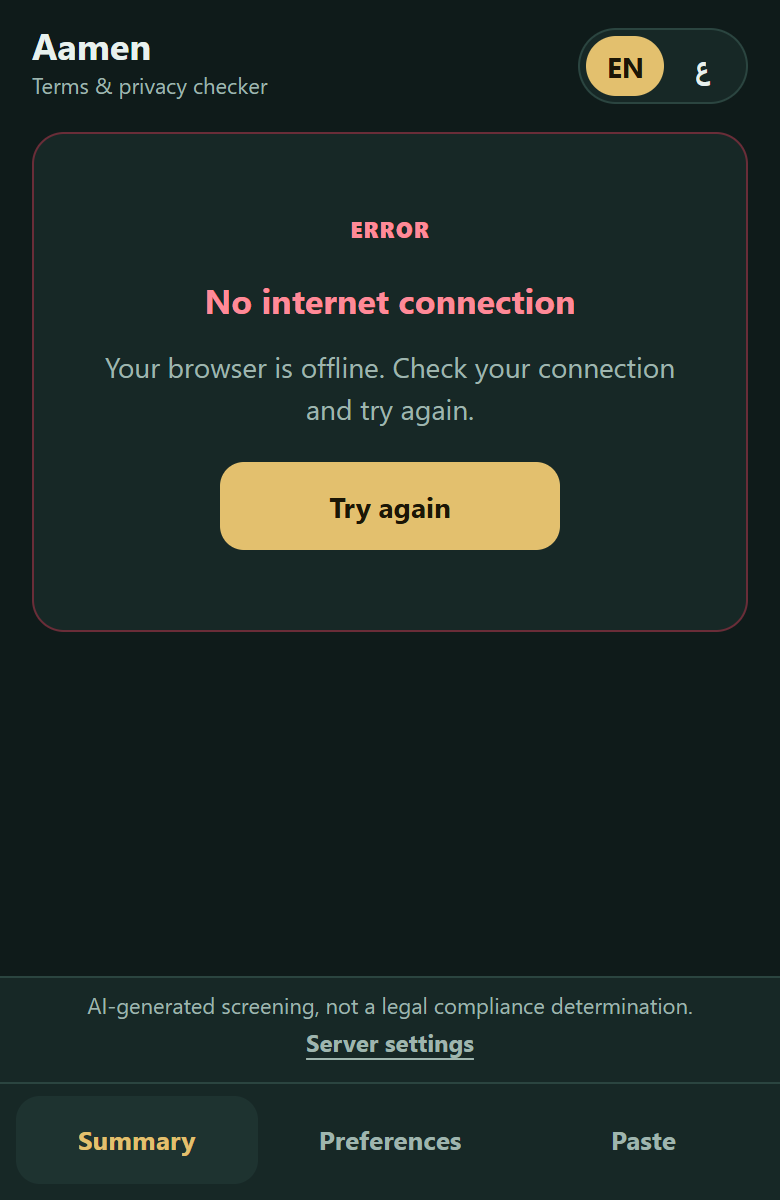 Aamen
Terms & privacy checker
EN
ع
ERROR
No internet connection
Your browser is offline. Check your connection
and try again.
Try again
AI-generated screening, not a legal compliance determination.
Server settings
Summary
Preferences
Paste